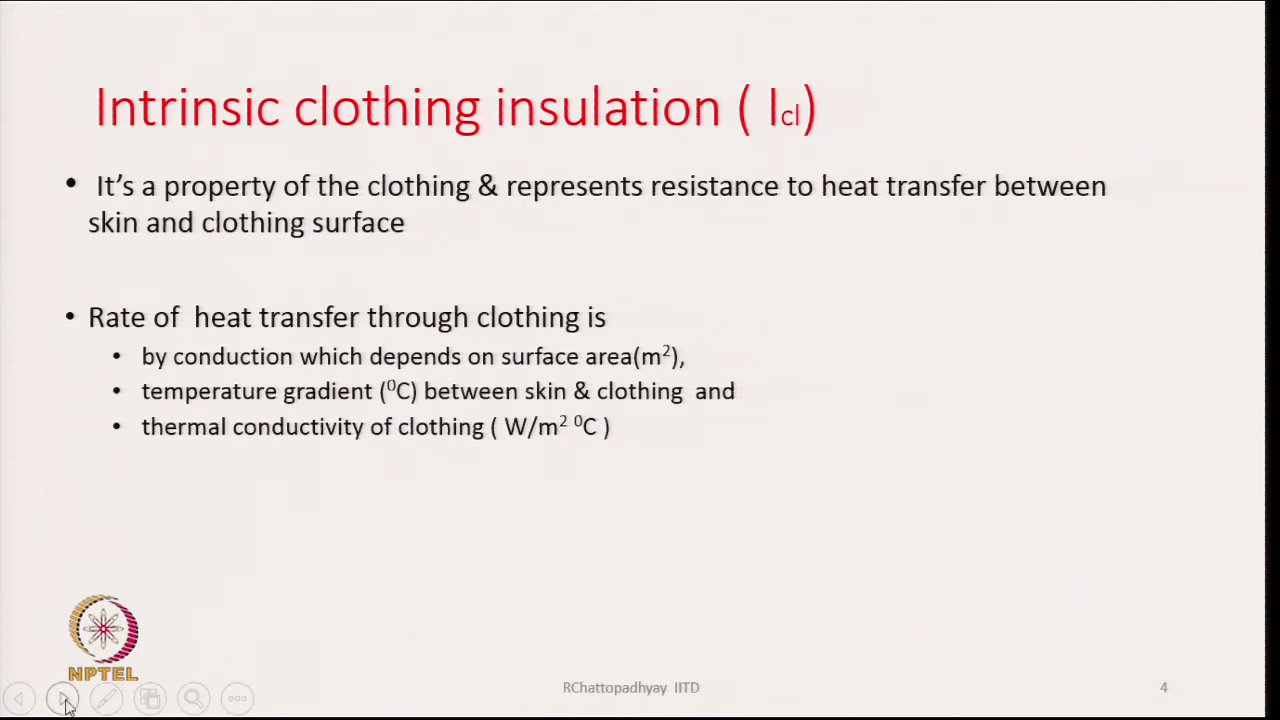 Intrinsic clothing insulation ( Icl)
• It's a property of the clothing & represents resistance to heat transfer between
skin and clothing surface
• Rate of heat transfer through clothing is
• by conduction which depends on surface area(m²),
• temperature gradient (⁰C) between skin & clothing and
• thermal conductivity of clothing ( W/m² ⁰C )
NPTEL
RChattopadhyay IITD
4